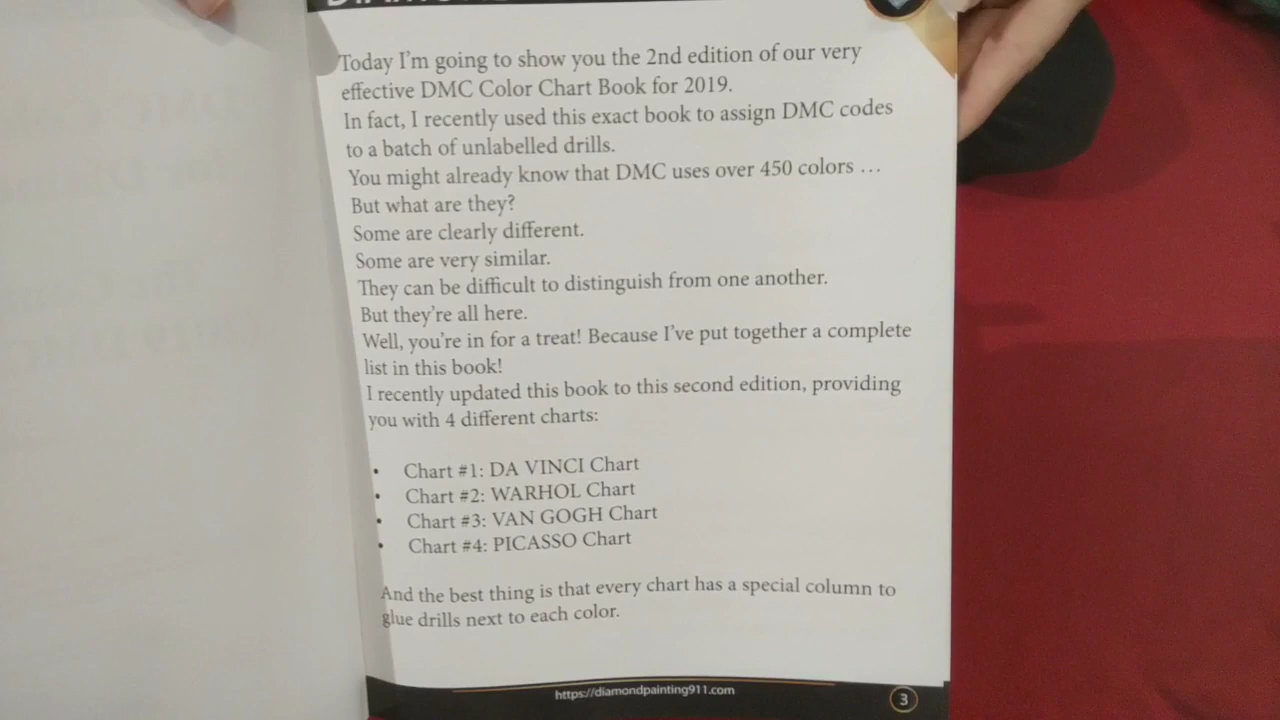 Today I'm going to show you the 2nd edition of our very
effective DMC Color Chart Book for 2019.
In fact, I recently used this exact book to assign DMC codes
to a batch of unlabelled drills.
You might already know that DMC uses over 450 colors …
But what are they?
Some are clearly different.
Some are very similar.
They can be difficult to distinguish from one another.
But they're all here.
Well, you're in for a treat! Because I've put together a complete
list in this book!
I recently updated this book to this second edition, providing
you with 4 different charts:
• Chart #1: DA VINCI Chart
• Chart #2: WARHOL Chart
• Chart #3: VAN GOGH Chart
• Chart #4: PICASSO Chart
And the best thing is that every chart has a special column to
glue drills next to each color.
https://diamondpainting911.com
3